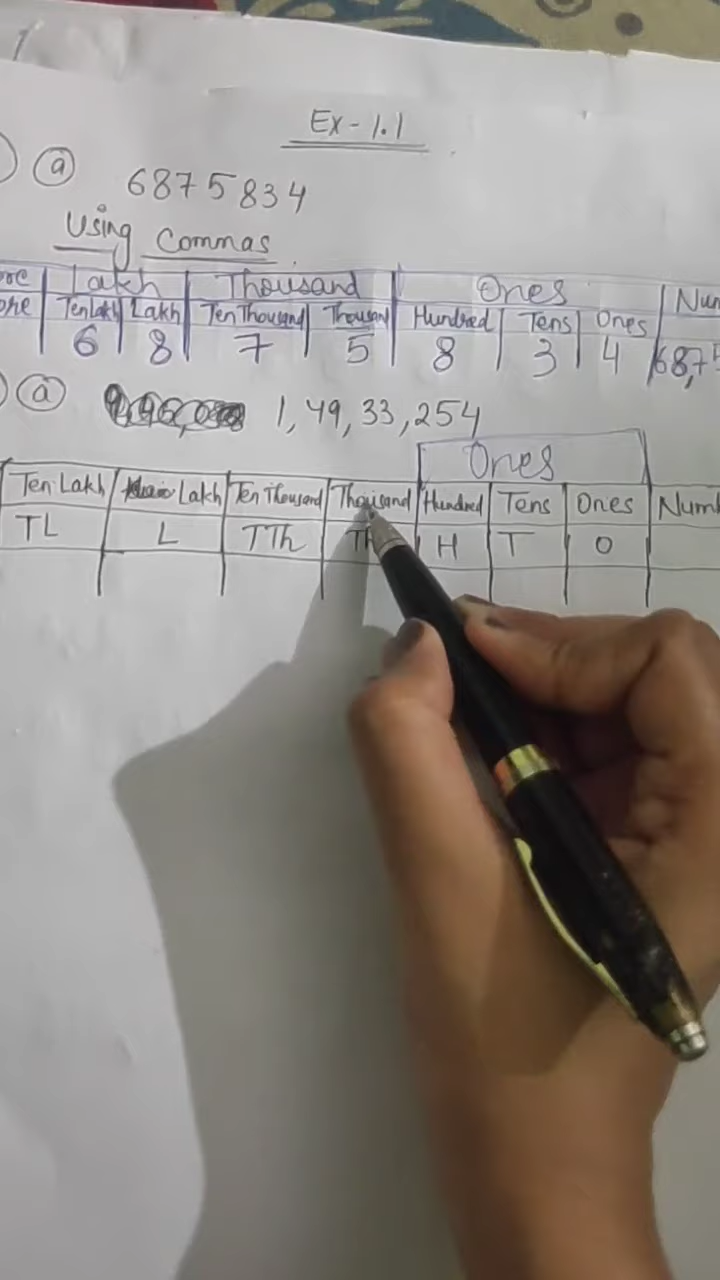 Ex-1.1
a 6875834
Using Commas
Lakh Thousand Ones
Ten Lakh Lakh Ten Thousand Thousand Hundred Tens Ones
6 8 7 5 8 3 4
a 1,49,33,254
Ones
Ten Lakh Lakh Ten Thousand Thousand Hundred Tens Ones
TL L TTh Th H T O